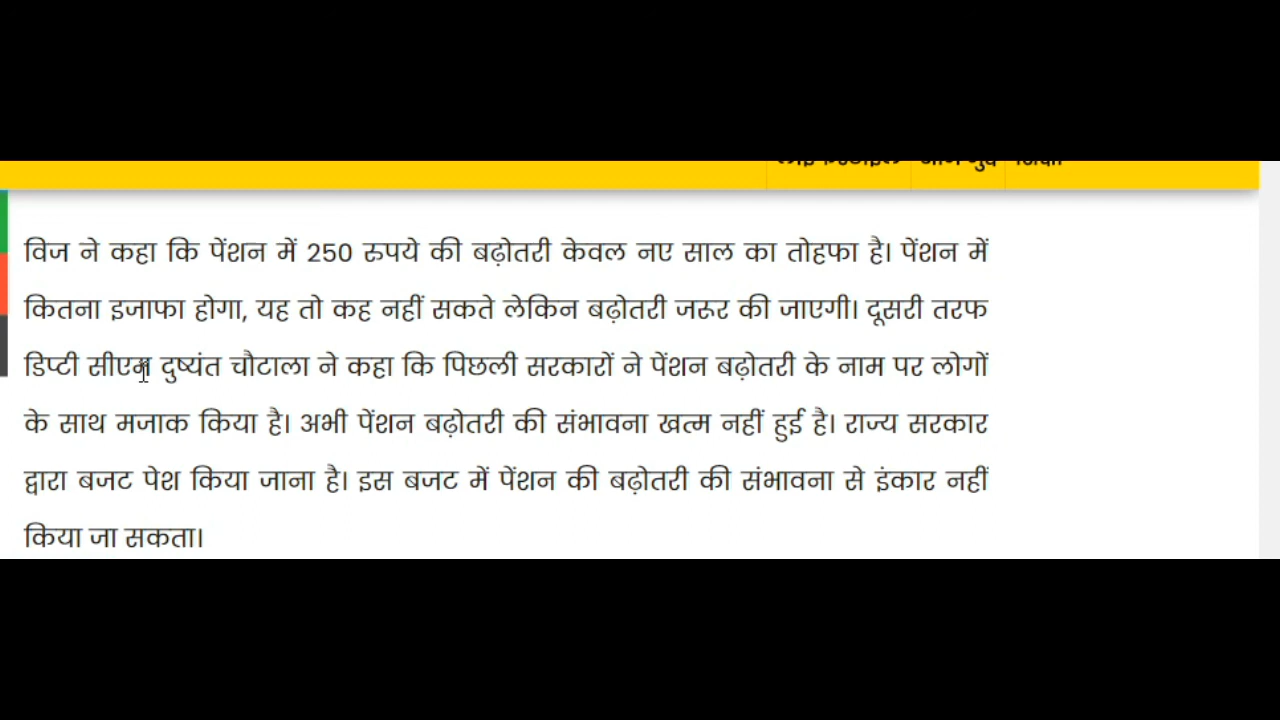 विज ने कहा कि पेंशन में 250 रुपये की बढ़ोतरी केवल नए साल का तोहफा है। पेंशन में
कितना इजाफा होगा, यह तो कह नहीं सकते लेकिन बढ़ोतरी जरूर की जाएगी। दूसरी तरफ
डिप्टी सीएम दुष्यंत चौटाला ने कहा कि पिछली सरकारों ने पेंशन बढ़ोतरी के नाम पर लोगों
के साथ मजाक किया है। अभी पेंशन बढ़ोतरी की संभावना खत्म नहीं हुई है। राज्य सरकार
द्वारा बजट पेश किया जाना है। इस बजट में पेंशन की बढ़ोतरी की संभावना से इंकार नहीं
किया जा सकता।